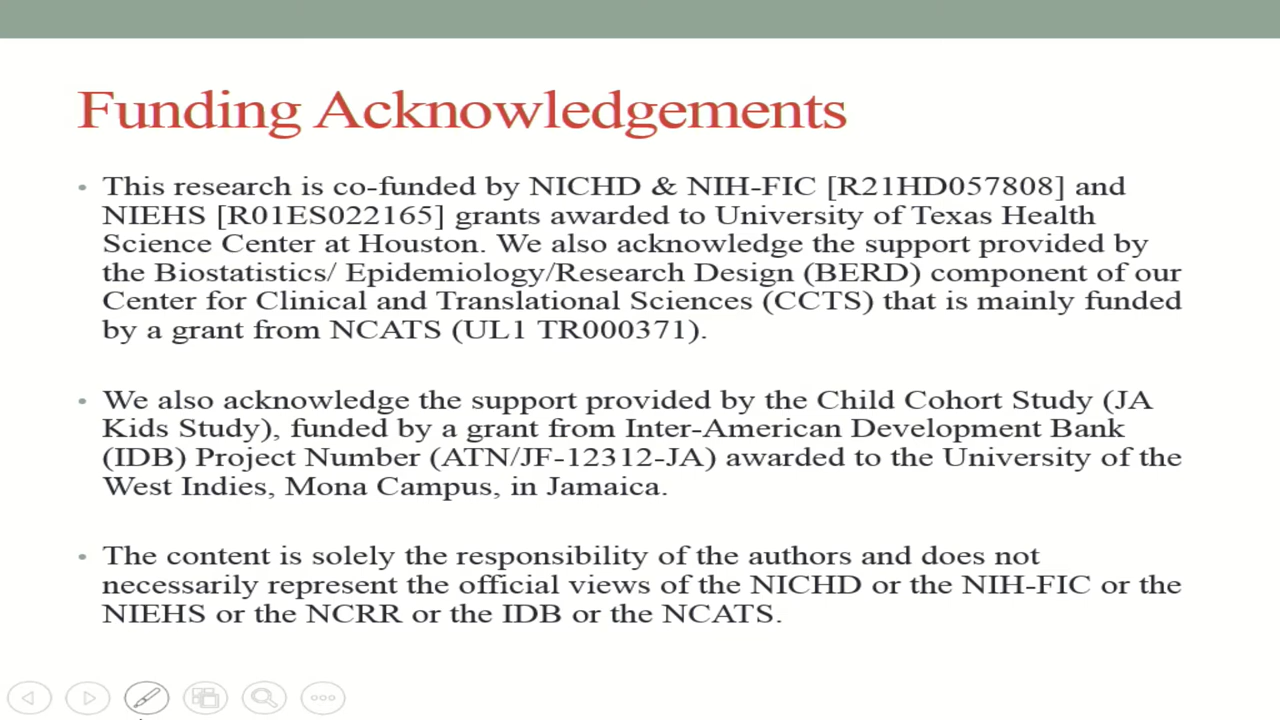 Funding Acknowledgements
• This research is co-funded by NICHD & NIH-FIC [R21HD057808] and
NIEHS [R01ES022165] grants awarded to University of Texas Health
Science Center at Houston. We also acknowledge the support provided by
the Biostatistics/ Epidemiology/Research Design (BERD) component of our
Center for Clinical and Translational Sciences (CCTS) that is mainly funded
by a grant from NCATS (UL1 TR000371).
• We also acknowledge the support provided by the Child Cohort Study (JA
Kids Study), funded by a grant from Inter-American Development Bank
(IDB) Project Number (ATN/JF-12312-JA) awarded to the University of the
West Indies, Mona Campus, in Jamaica.
• The content is solely the responsibility of the authors and does not
necessarily represent the official views of the NICHD or the NIH-FIC or the
NIEHS or the NCRR or the IDB or the NCATS.